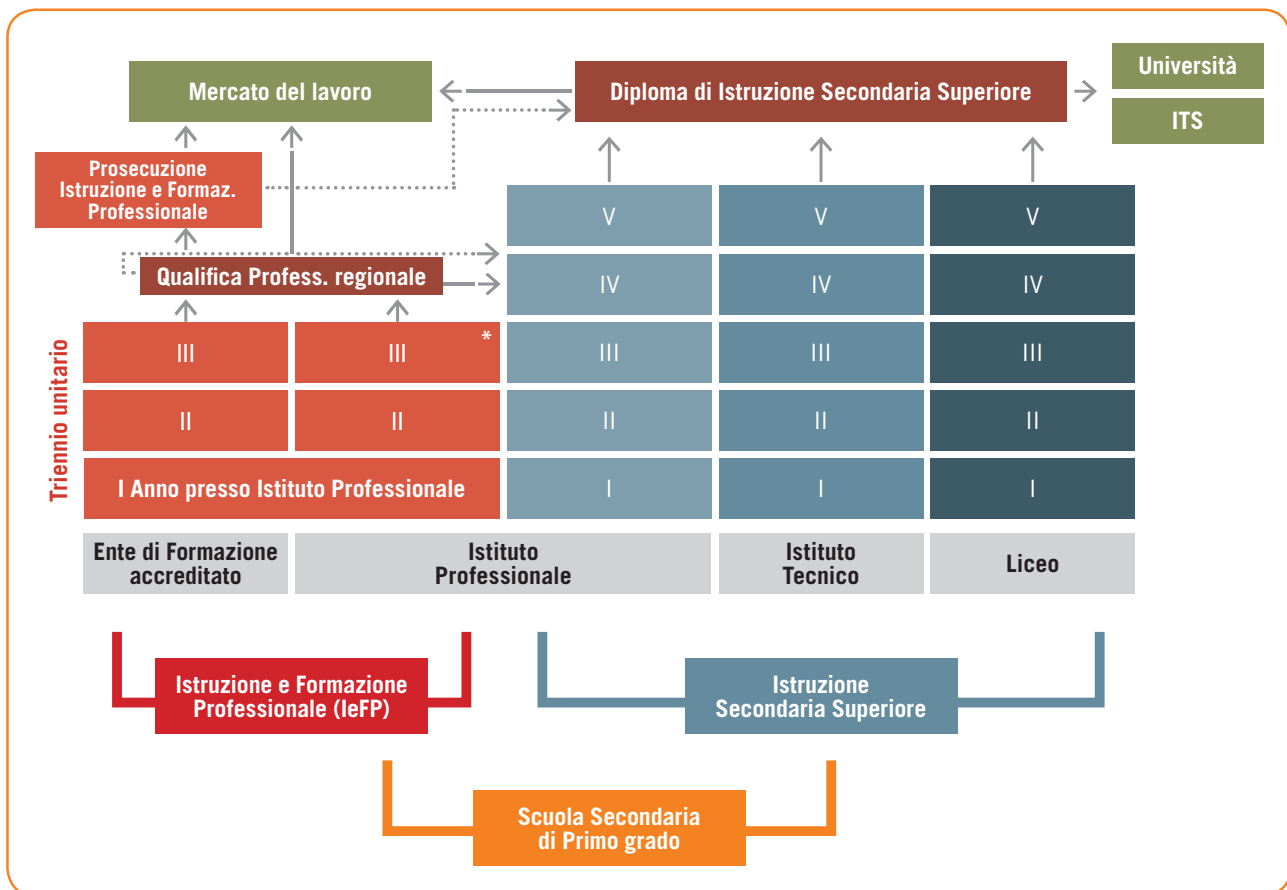 Università
Mercato del lavoro
Diploma di Istruzione Secondaria Superiore
ITS
Prosecuzione
Istruzione e Formaz.
Professionale
V
V
V
Qualifica Profess. regionale
IV
IV
IV
Triennio unitario
III
III
*
III
III
III
II
II
II
II
II
I Anno presso Istituto Professionale
I
I
I
Ente di Formazione
accreditato
Istituto
Professionale
Istituto
Tecnico
Liceo
Istruzione e Formazione
Professionale (IeFP)
Istruzione
Secondaria Superiore
Scuola Secondaria
di Primo grado